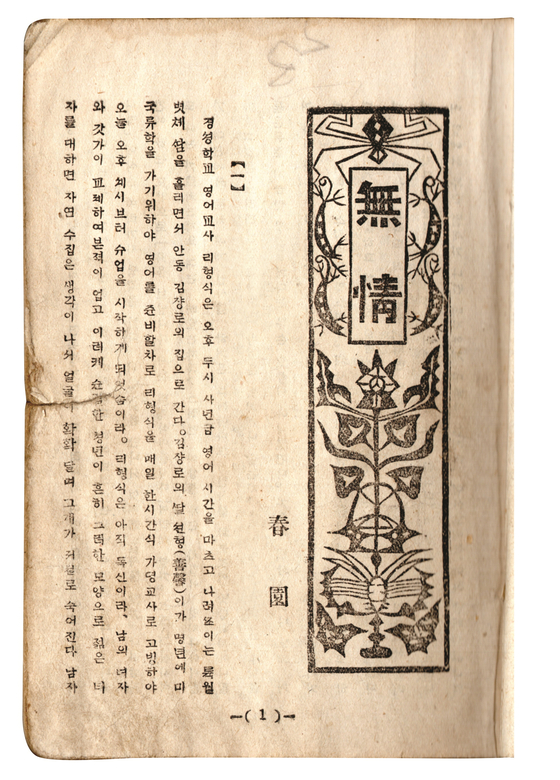 無情
春園
【一】
경성학교 영어교사 리형식은 오후 두시 사년급 영어 시간을 마츠고 나려쪼이는 륙월
볏체 땀을 흘리면서 안동 김쟝로의 집으로 간다。김쟝로의 딸 션형(善馨)이가 명년에 미
국류학을 가기위하야 영어를 쥰비할차로 리형식을 매일 한시간식 가뎡교사로 고빙하야
오늘 오후 세시브터 슈업을 시작하게 되엿슴이라。리형식은 아직 독신이라、남의 녀자
와 갓가이 교제하여본적이 업고 이러케 슌결한 청년이 흔히 그러한 모양으로 젊은 녀
자를 대하면 자연 수집은 생각이 나서 얼굴이 확확 달며 고개가 저절로 숙어진다 남자
―( 1 )―